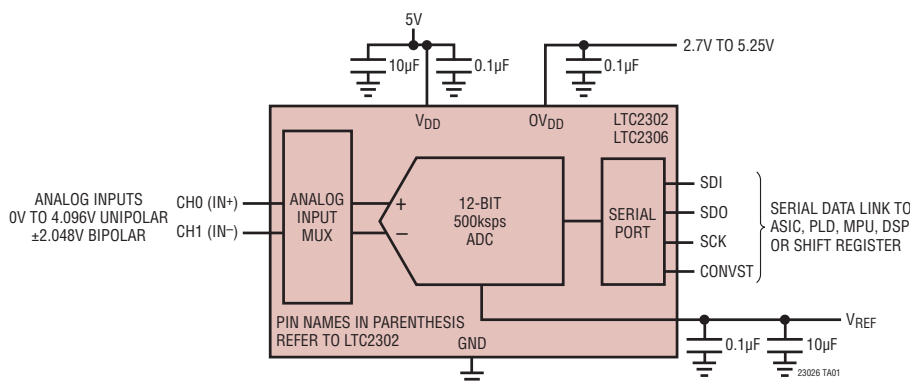 5V
10µF
0.1µF
0.1µF
2.7V TO 5.25V
VDD
OVDD
LTC2302
LTC2306
ANALOG INPUTS
0V TO 4.096V UNIPOLAR
±2.048V BIPOLAR
CH0 (IN+)
CH1 (IN–)
ANALOG
INPUT
MUX
+
–
12-BIT
500ksps
ADC
SERIAL
PORT
SDI
SDO
SCK
CONVST
SERIAL DATA LINK TO
ASIC, PLD, MPU, DSP
OR SHIFT REGISTER
PIN NAMES IN PARENTHESIS
REFER TO LTC2302
GND
VREF
0.1µF
10µF
23026 TA01